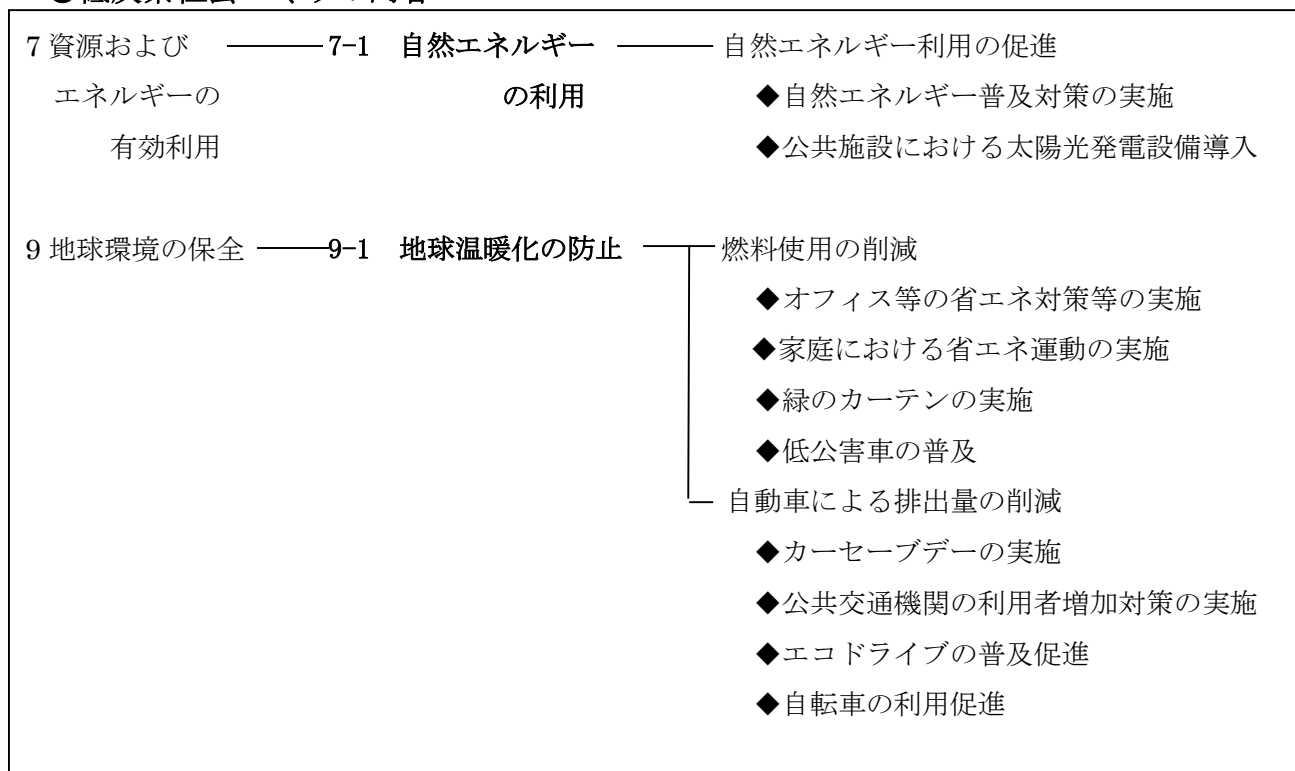 7 資源および 7-1 自然エネルギー 自然エネルギー利用の促進
エネルギーの の利用 ◆自然エネルギー普及対策の実施
有効利用 ◆公共施設における太陽光発電設備導入
9 地球環境の保全 9-1 地球温暖化の防止 燃料使用の削減
◆オフィス等の省エネ対策等の実施
◆家庭における省エネ運動の実施
◆緑のカーテンの実施
◆低公害車の普及
自動車による排出量の削減
◆カーセーブデーの実施
◆公共交通機関の利用者増加対策の実施
◆エコドライブの普及促進
◆自転車の利用促進